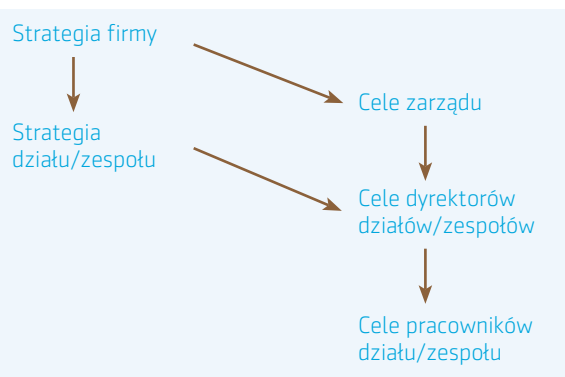 Strategia firmy
Cele zarządu
Strategia
działu/zespołu
Cele dyrektorów
działów/zespołów
Cele pracowników
działu/zespołu